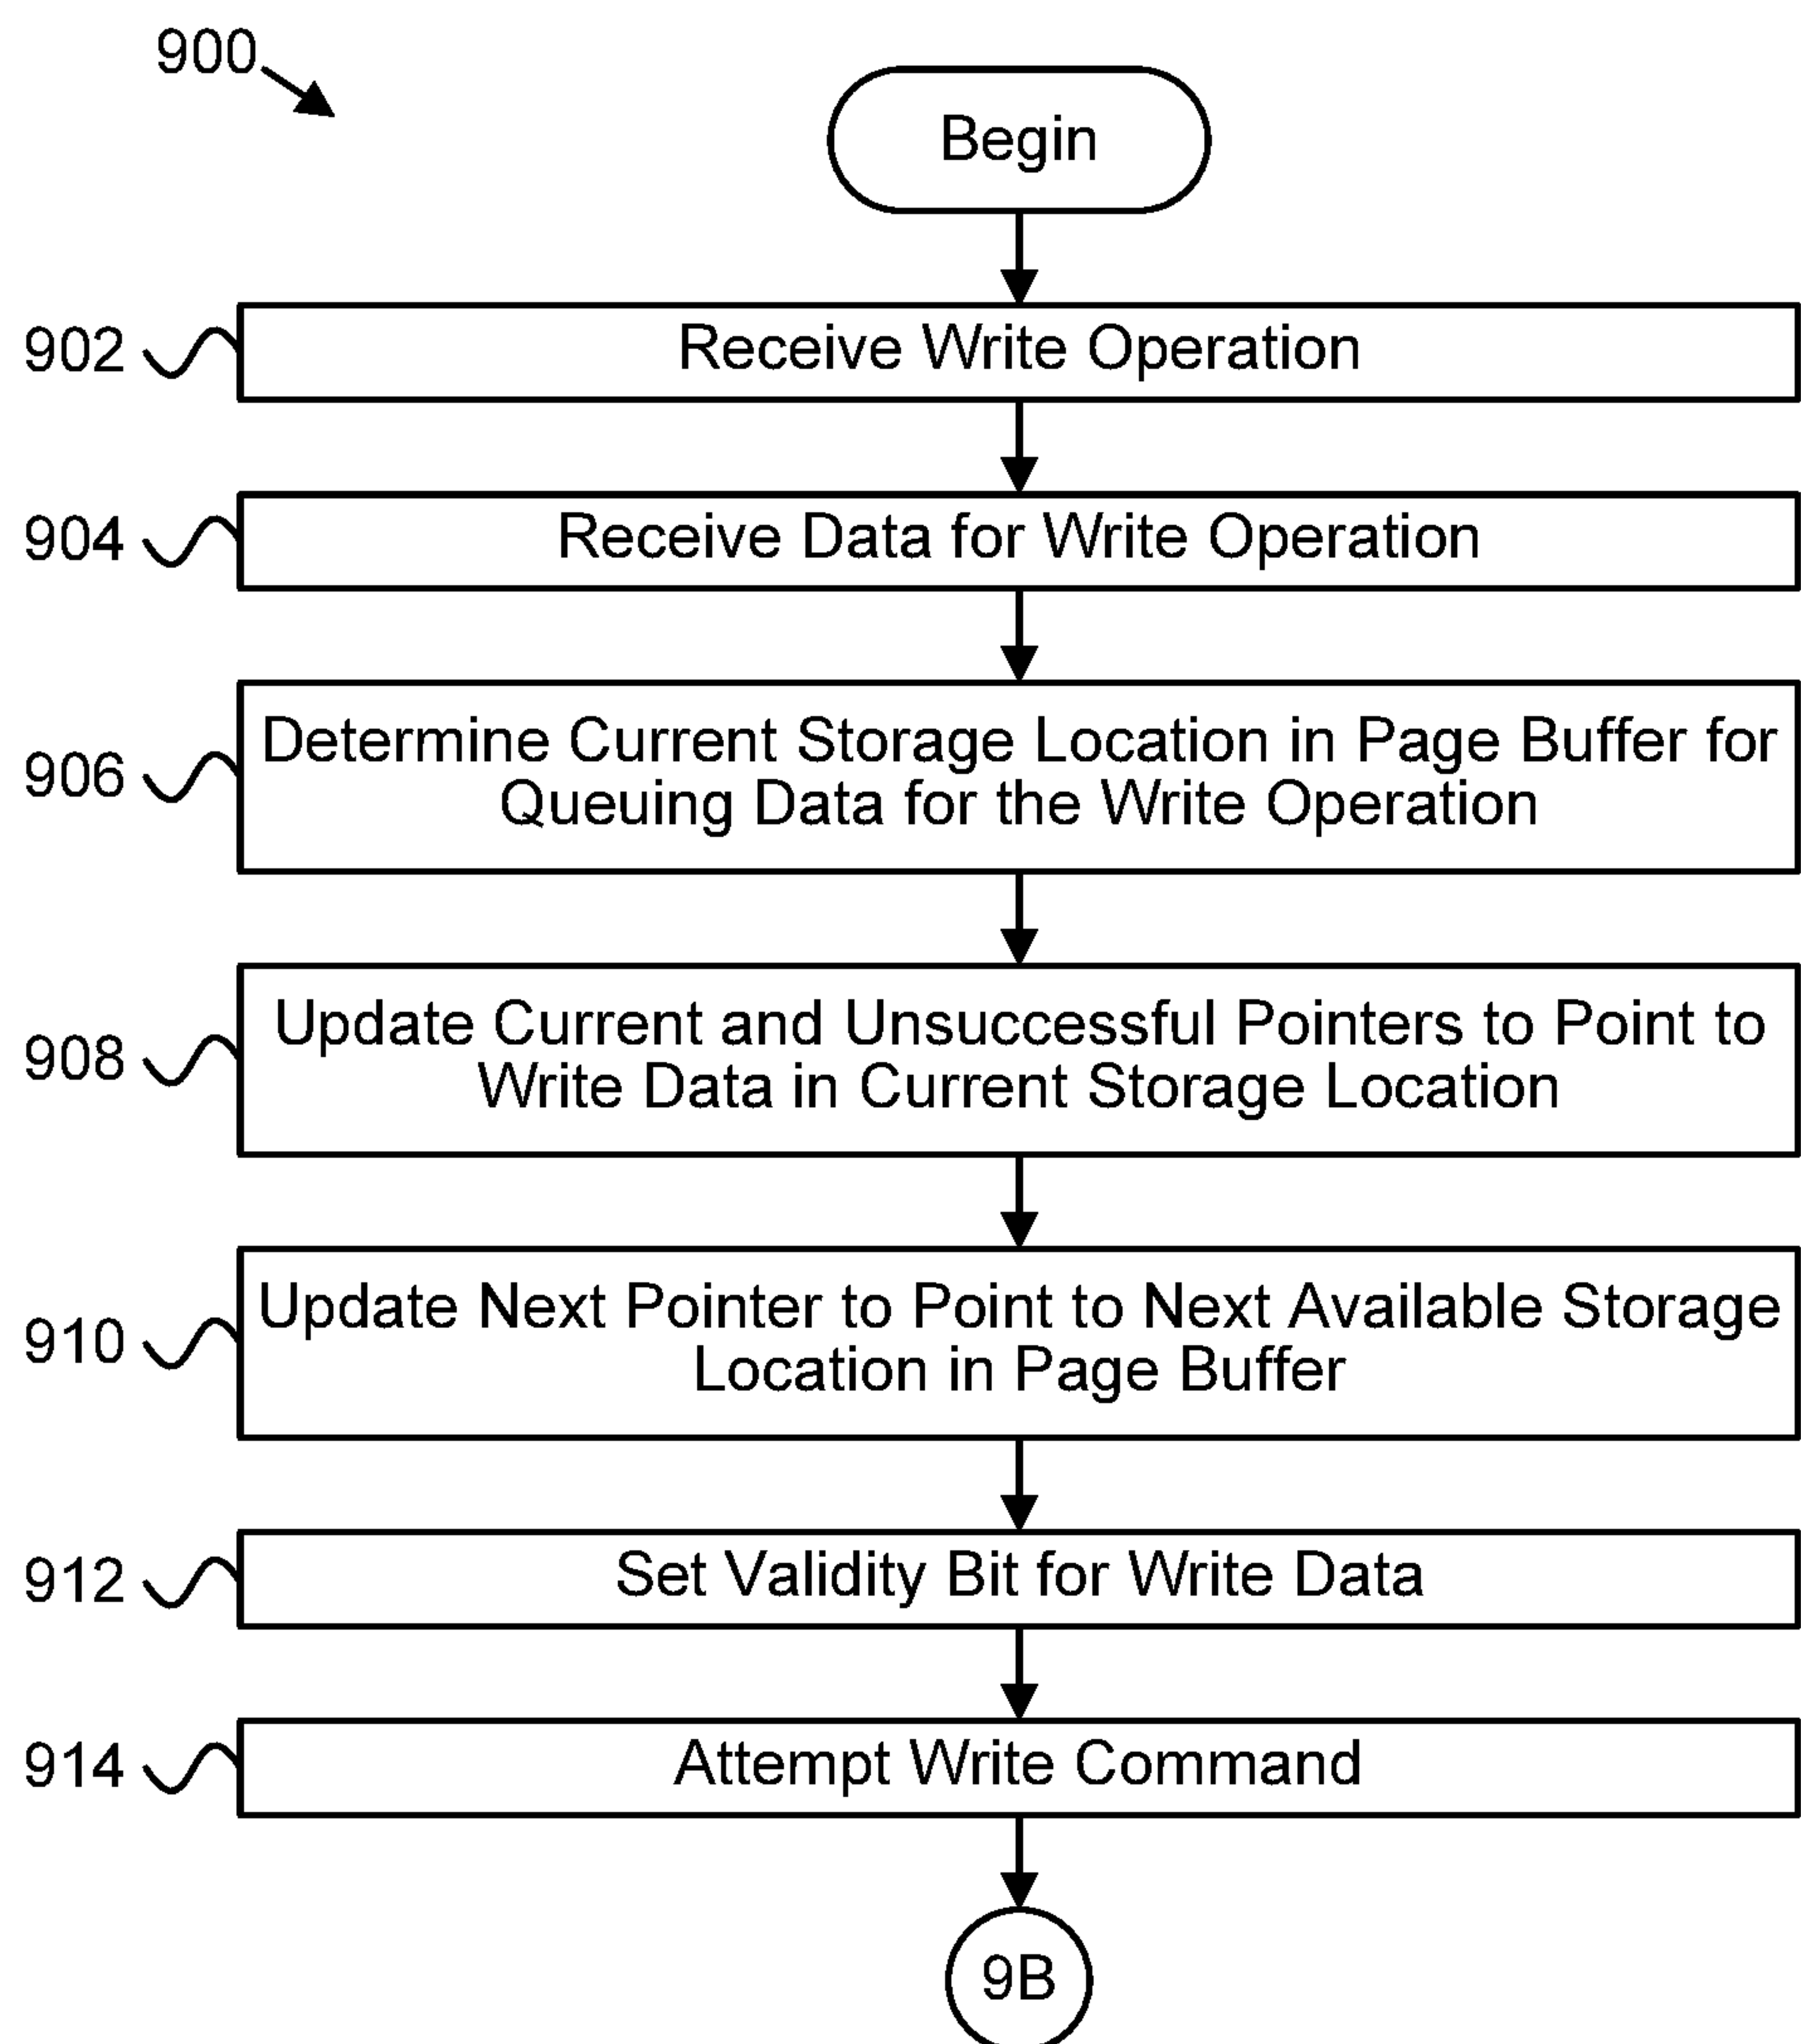 900
Begin
902
Receive Write Operation
904
Receive Data for Write Operation
906
Determine Current Storage Location in Page Buffer for
Queuing Data for the Write Operation
908
Update Current and Unsuccessful Pointers to Point to
Write Data in Current Storage Location
910
Update Next Pointer to Point to Next Available Storage
Location in Page Buffer
912
Set Validity Bit for Write Data
914
Attempt Write Command
9B